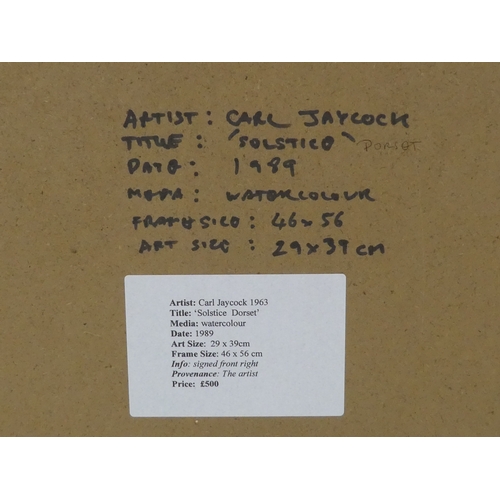 ARTIST: CARL JAYCOCK
TITLE: 'SOLSTICE' DORSET
DATE: 1989
MEDIA: WATERCOLOUR
FRAME SIZE: 46 x 56
ART SIZE: 29 x 39 cm
Artist: Carl Jaycock 1963
Title: 'Solstice Dorset'
Media: watercolour
Date: 1989
Art Size: 29 x 39cm
Frame Size: 46 x 56 cm
Info: signed front right
Provenance: The artist
Price: £500